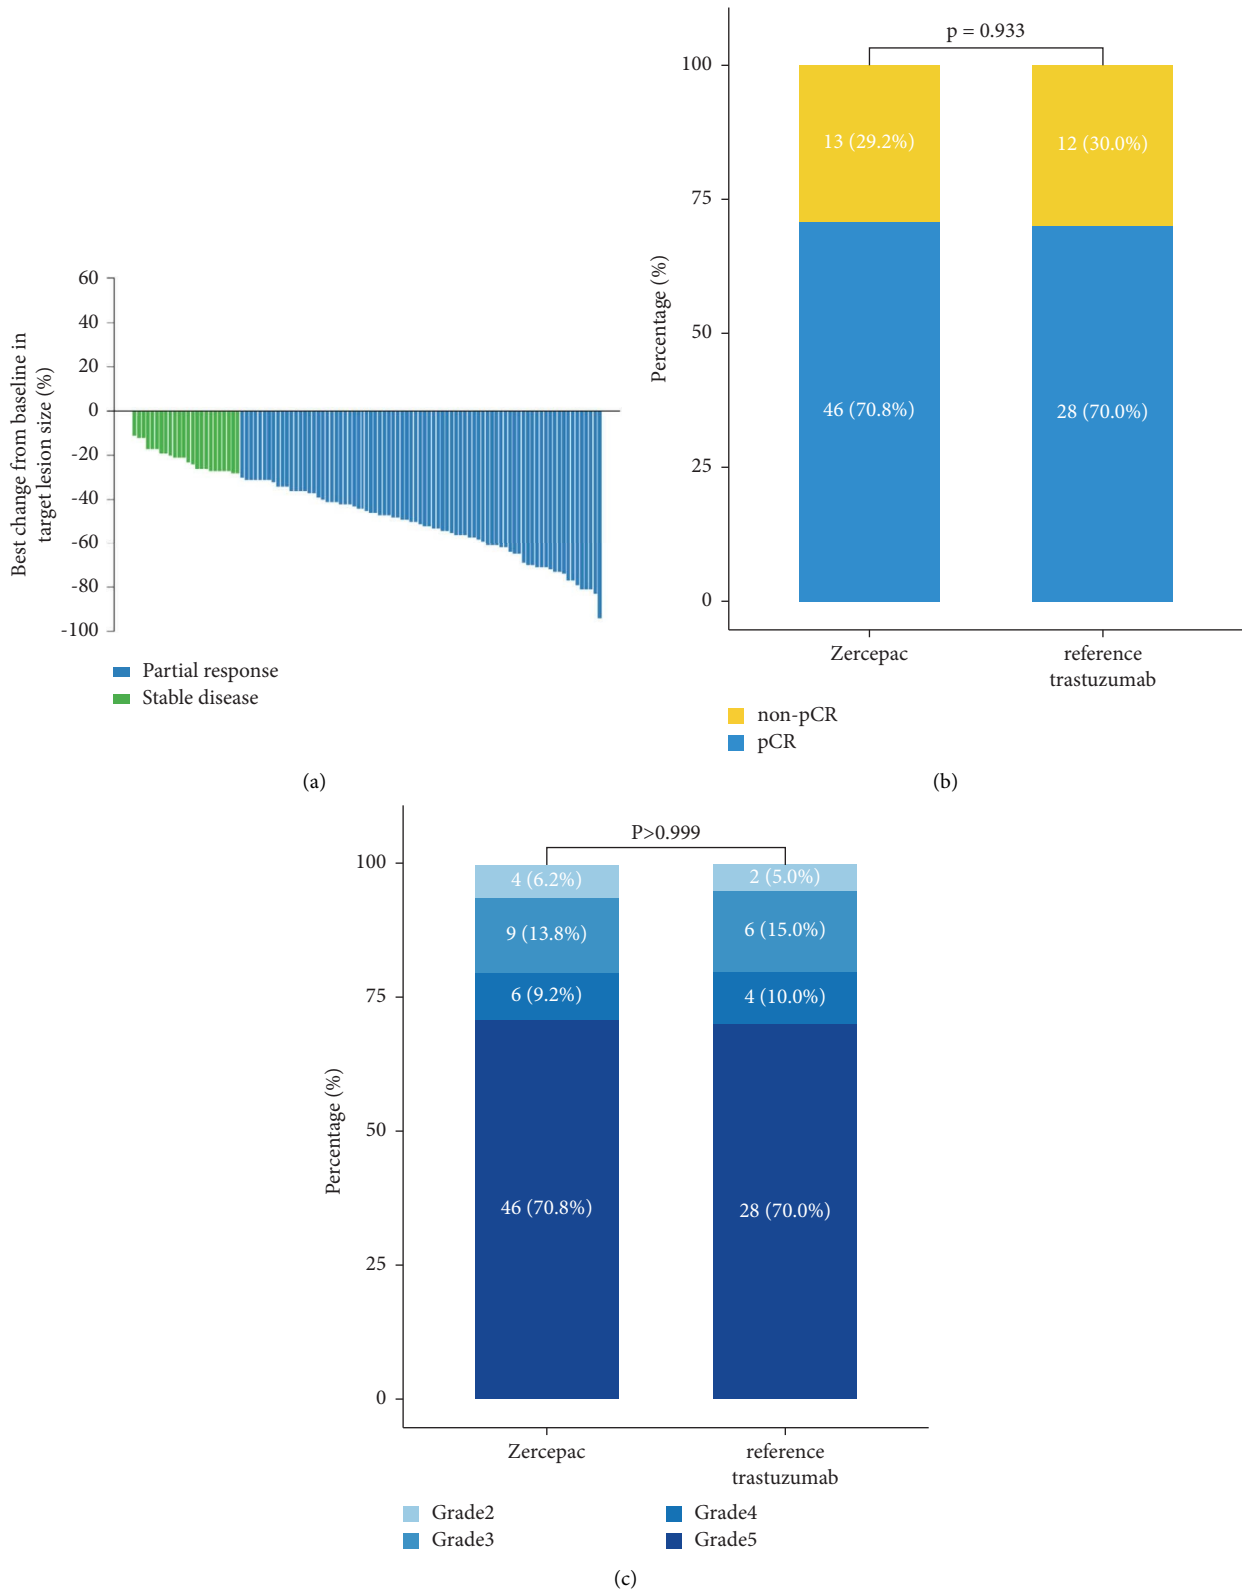 60
40
20
0
-20
-40
-60
-80
-100
Best change from baseline in
target lesion size (%)
Partial response
Stable disease
(a)
p = 0.933
100
75
50
25
0
Percentage (%)
13 (29.2%)
12 (30.0%)
46 (70.8%)
28 (70.0%)
Zercepac
reference
trastuzumab
non-pCR
pCR
(b)
P>0.999
100
75
50
25
0
Percentage (%)
4 (6.2%)
2 (5.0%)
9 (13.8%)
6 (15.0%)
6 (9.2%)
4 (10.0%)
46 (70.8%)
28 (70.0%)
Zercepac
reference
trastuzumab
Grade2
Grade4
Grade3
Grade5
(c)